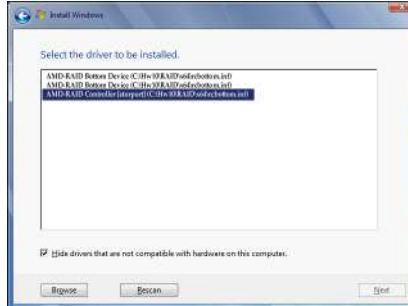 Install Windows
Select the driver to be installed.
AMD-RAID Bottom Device (C:\Hw10\RAID\x64\rcbottom.inf)
AMD-RAID Bottom Device (C:\Hw10\RAID\x64\rcbottom.inf)
AMD-RAID Controller [storport] (C:\Hw10\RAID\x64\rcbottom.inf)
Hide drivers that are not compatible with hardware on this computer.
Browse
Rescan
Next